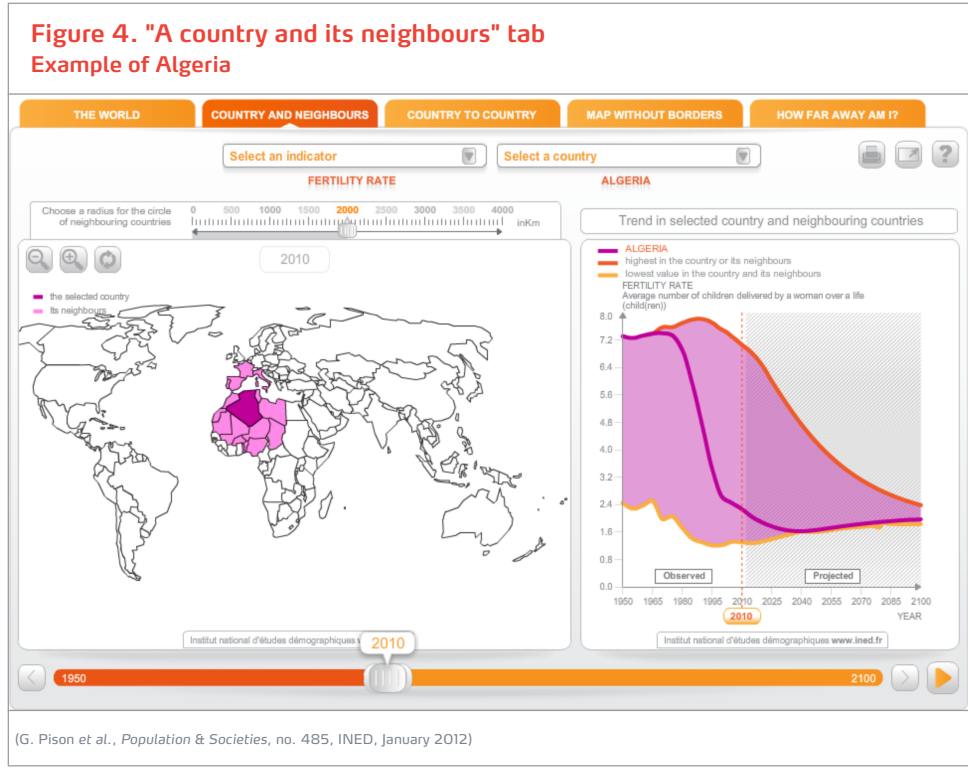 Figure 4. "A country and its neighbours" tab
Example of Algeria
THE WORLD
COUNTRY AND NEIGHBOURS
COUNTRY TO COUNTRY
MAP WITHOUT BORDERS
HOW FAR AWAY AM I?
Select an indicator
Select a country
?
FERTILITY RATE
ALGERIA
Choose a radius for the circle
of neighbouring countries
0 500 1000 1500 2000 2500 3000 3500 4000
inKm
Trend in selected country and neighbouring countries
2010
the selected country
Its neighbours
ALGERIA
highest in the country or its neighbours
lowest value in the country and its neighbours
FERTILITY RATE
Average number of children delivered by a woman over a life
(child(ren))
8.0
7.2
6.4
5.6
4.8
4.0
3.2
2.4
1.6
0.8
0.0
Observed
Projected
1950 1965 1980 1995 2010 2025 2040 2055 2070 2085 2100
2010
YEAR
Institut national d'études démographiques w
Institut national d'études démographiques www.ined.fr
2010
1950
2100
(G. Pison et al., Population & Societies, no. 485, INED, January 2012)